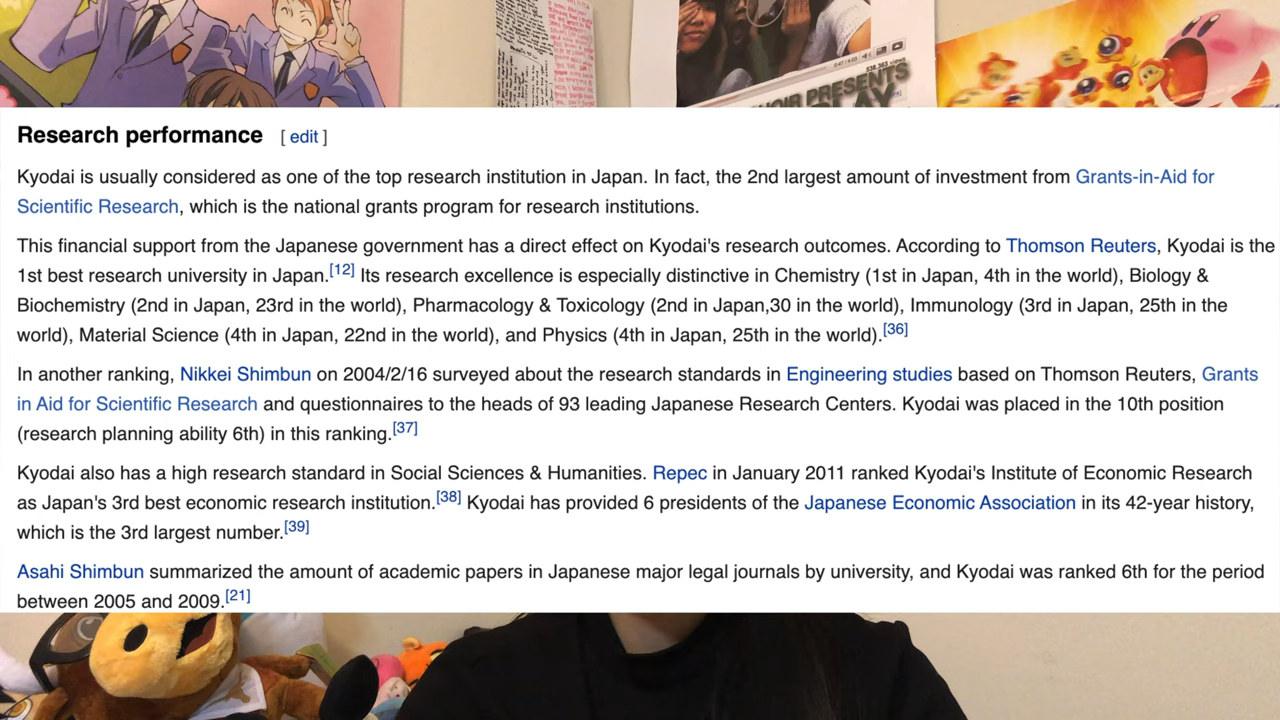 0:47 / 4:03
538,363 views
NOIR PRESENTS
PLAY
Research performance [ edit ]
Kyodai is usually considered as one of the top research institution in Japan. In fact, the 2nd largest amount of investment from Grants-in-Aid for
Scientific Research, which is the national grants program for research institutions.
This financial support from the Japanese government has a direct effect on Kyodai's research outcomes. According to Thomson Reuters, Kyodai is the
1st best research university in Japan.[12] Its research excellence is especially distinctive in Chemistry (1st in Japan, 4th in the world), Biology &
Biochemistry (2nd in Japan, 23rd in the world), Pharmacology & Toxicology (2nd in Japan,30 in the world), Immunology (3rd in Japan, 25th in the
world), Material Science (4th in Japan, 22nd in the world), and Physics (4th in Japan, 25th in the world).[36]
In another ranking, Nikkei Shimbun on 2004/2/16 surveyed about the research standards in Engineering studies based on Thomson Reuters, Grants
in Aid for Scientific Research and questionnaires to the heads of 93 leading Japanese Research Centers. Kyodai was placed in the 10th position
(research planning ability 6th) in this ranking.[37]
Kyodai also has a high research standard in Social Sciences & Humanities. Repec in January 2011 ranked Kyodai's Institute of Economic Research
as Japan's 3rd best economic research institution.[38] Kyodai has provided 6 presidents of the Japanese Economic Association in its 42-year history,
which is the 3rd largest number.[39]
Asahi Shimbun summarized the amount of academic papers in Japanese major legal journals by university, and Kyodai was ranked 6th for the period
between 2005 and 2009.[21]